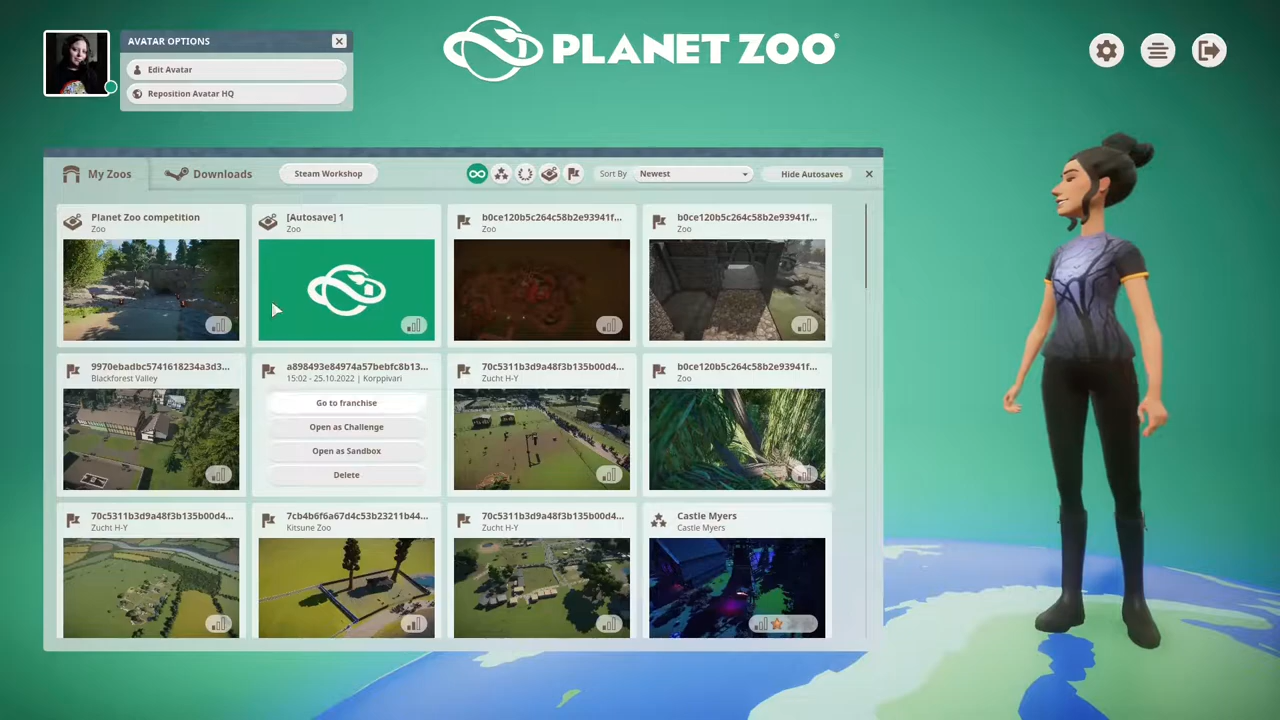 AVATAR OPTIONS
Edit Avatar
Reposition Avatar HQ
PLANET ZOO
My Zoos
Downloads
Steam Workshop
Sort By
Newest
Hide Autosaves
Planet Zoo competition
Zoo
[Autosave] 1
Zoo
b0ce120b5c264c58b2e93941f...
Zoo
b0ce120b5c264c58b2e93941f...
Zoo
9970ebadbc5741618234a3d3...
Blackforest Valley
a898493e84974a57bebfc8b13...
15:02 - 25.10.2022 | Korppivari
Go to franchise
Open as Challenge
Open as Sandbox
Delete
70c5311b3d9a48f3b135b00d4...
Zucht H-Y
b0ce120b5c264c58b2e93941f...
Zoo
70c5311b3d9a48f3b135b00d4...
Zucht H-Y
7cb4b6f6a67d4c53b23211b44...
Kitsune Zoo
70c5311b3d9a48f3b135b00d4...
Zucht H-Y
Castle Myers
Castle Myers